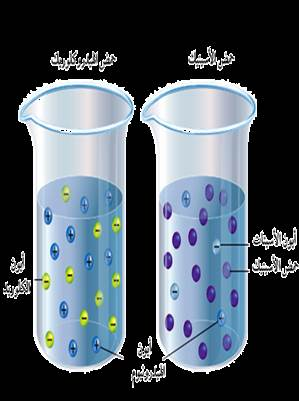 حمض الهيدروكلوريك
حمض الأسيتيك
أيون الأسيتات
حمض الأسيتيك
أيون
الكلوريد
أيون
الهيدرونيوم